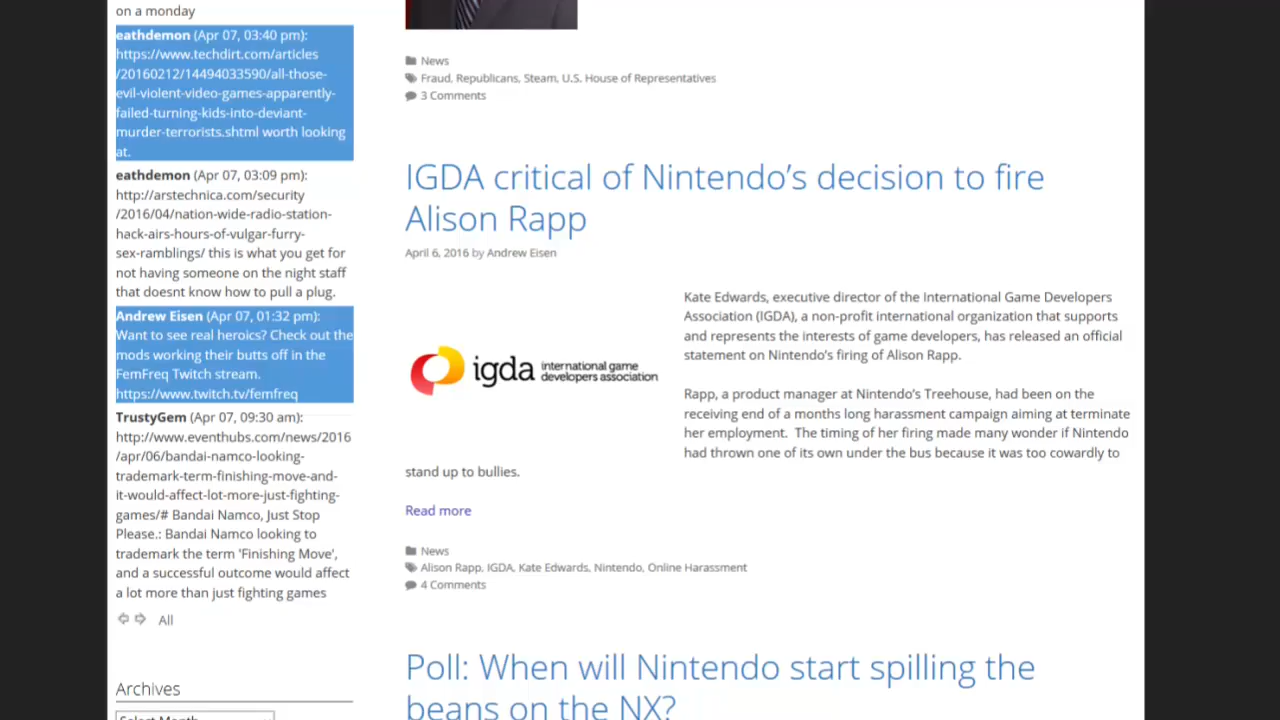 on a monday
eathdemon (Apr 07, 03:40 pm):
https://www.techdirt.com/articles
/20160212/14494033590/all-those-
evil-violent-video-games-apparently-
failed-turning-kids-into-deviant-
murder-terrorists.shtml worth looking
at.
eathdemon (Apr 07, 03:09 pm):
http://arstechnica.com/security
/2016/04/nation-wide-radio-station-
hack-airs-hours-of-vulgar-furry-
sex-ramblings/ this is what you get for
not having someone on the night staff
that doesnt know how to pull a plug.
Andrew Eisen (Apr 07, 01:32 pm):
Want to see real heroics? Check out the
mods working their butts off in the
FemFreq Twitch stream.
https://www.twitch.tv/femfreq
TrustyGem (Apr 07, 09:30 am):
http://www.eventhubs.com/news/2016
/apr/06/bandai-namco-looking-
trademark-term-finishing-move-and-
it-would-affect-lot-more-just-fighting-
games/# Bandai Namco, Just Stop
Please.: Bandai Namco looking to
trademark the term 'Finishing Move',
and a successful outcome would affect
a lot more than just fighting games
All
Archives
Select Month
News
Fraud, Republicans, Steam, U.S. House of Representatives
3 Comments
IGDA critical of Nintendo's decision to fire
Alison Rapp
April 6, 2016 by Andrew Eisen
igda international game
developers association
Kate Edwards, executive director of the International Game Developers
Association (IGDA), a non-profit international organization that supports
and represents the interests of game developers, has released an official
statement on Nintendo's firing of Alison Rapp.
Rapp, a product manager at Nintendo's Treehouse, had been on the
receiving end of a months long harassment campaign aiming at terminate
her employment.  The timing of her firing made many wonder if Nintendo
had thrown one of its own under the bus because it was too cowardly to
stand up to bullies.
Read more
News
Alison Rapp, IGDA, Kate Edwards, Nintendo, Online Harassment
4 Comments
Poll: When will Nintendo start spilling the
beans on the NX?